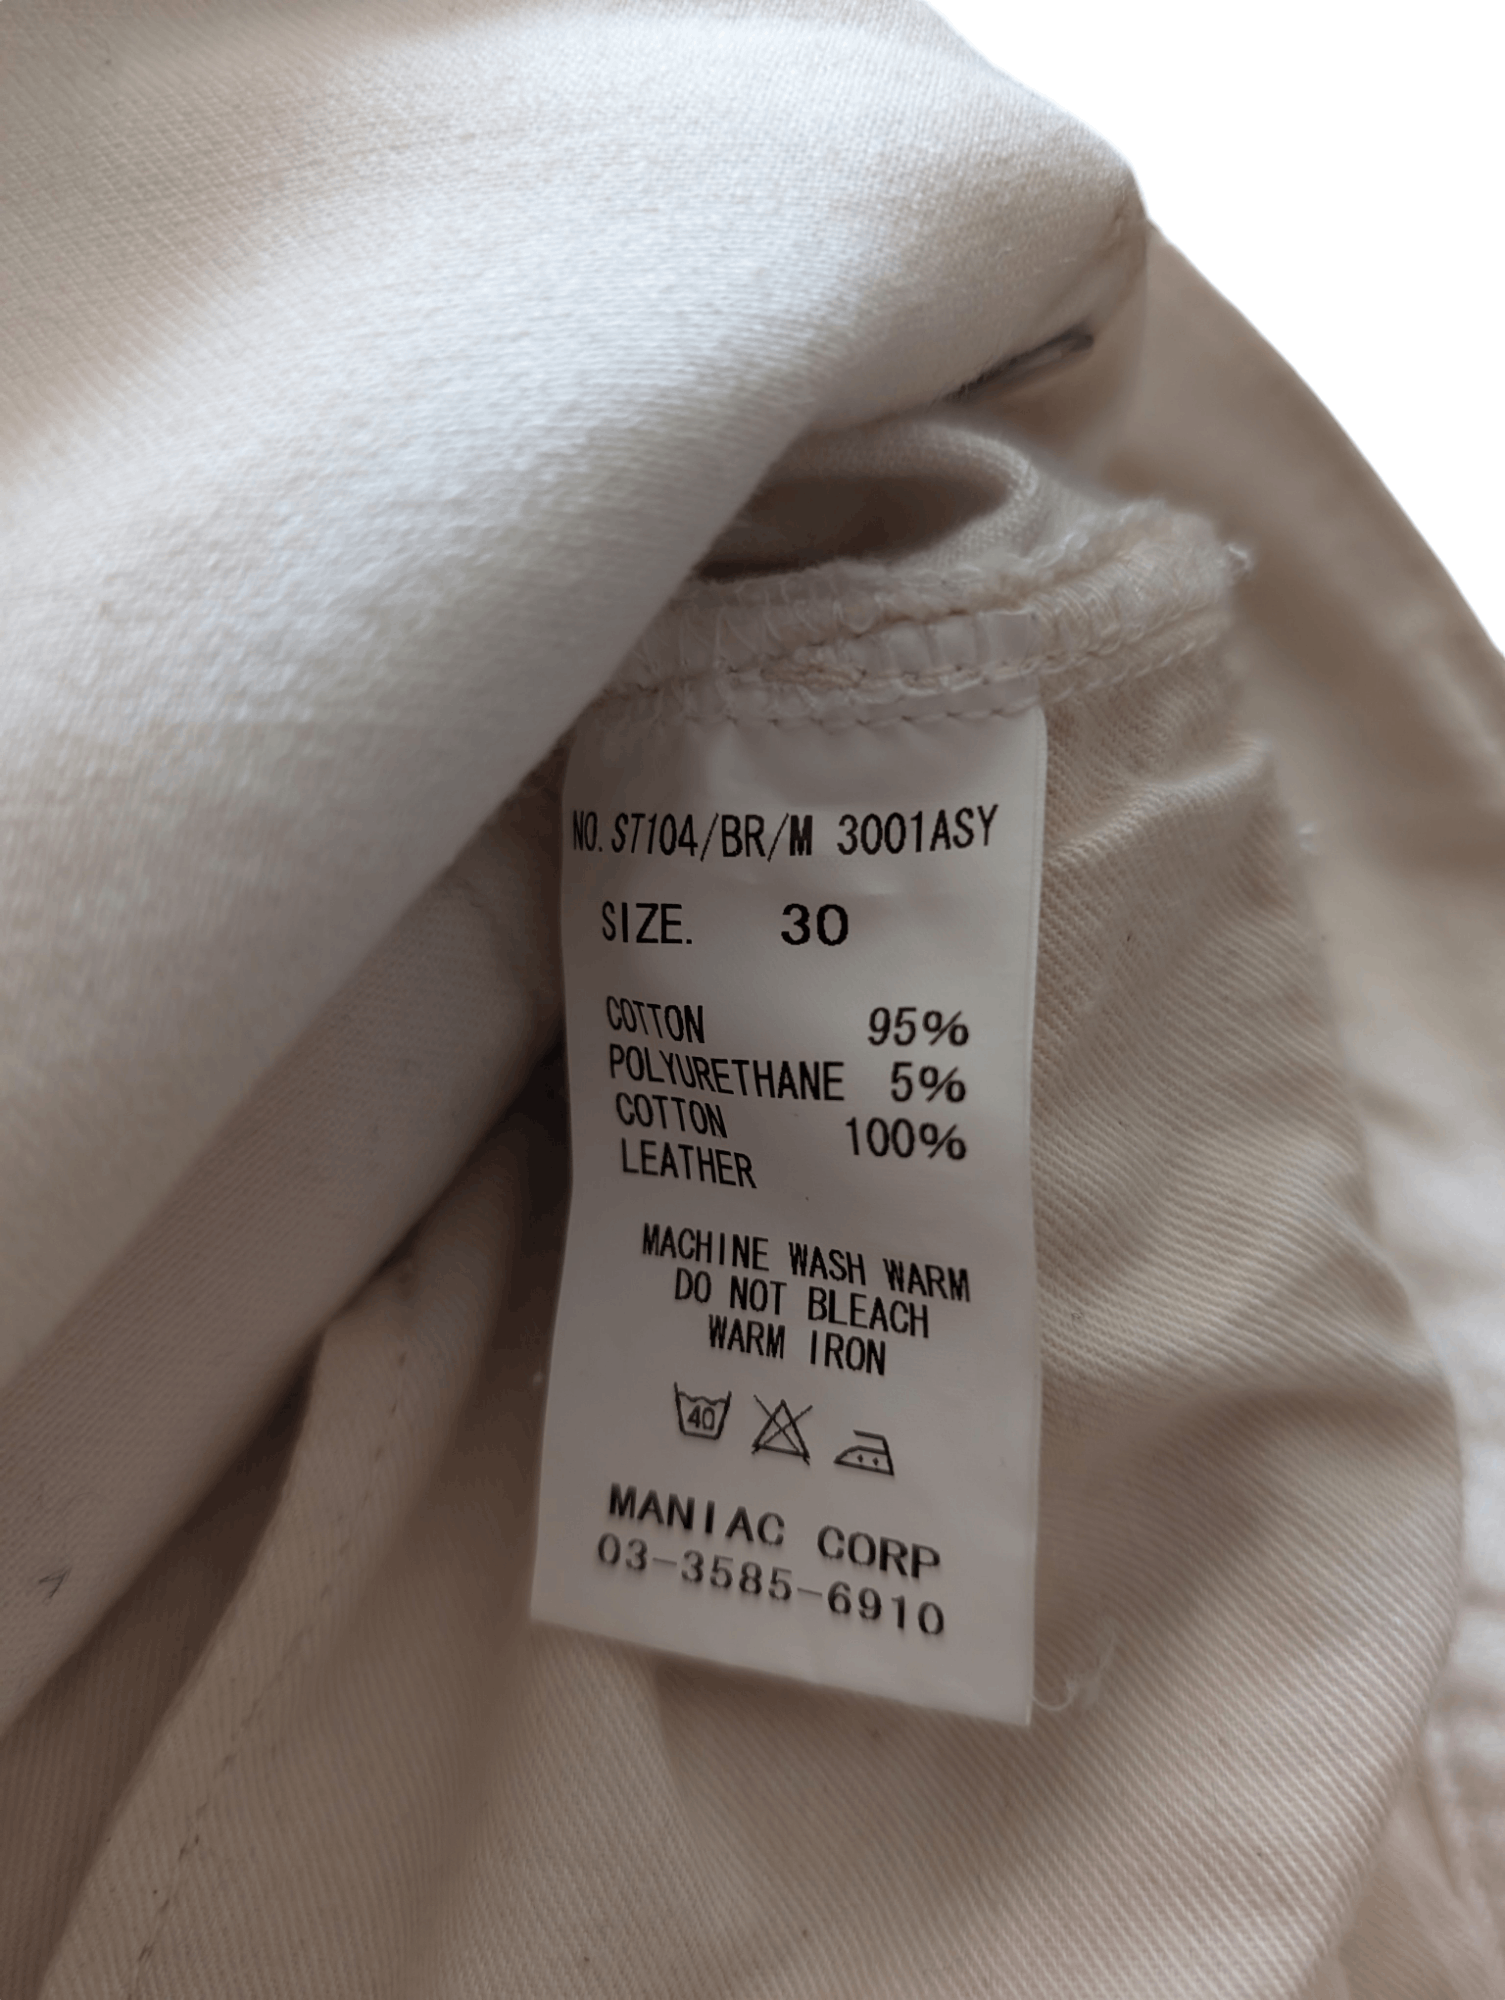 NO. ST104/BR/M 3001ASY
SIZE. 30
COTTON 95%
POLYURETHANE 5%
COTTON 100%
LEATHER
MACHINE WASH WARM
DO NOT BLEACH
WARM IRON
40
MANIAC CORP
03-3585-6910